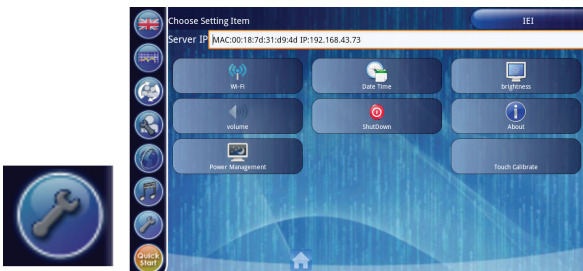 Choose Setting Item
IEI
Server IP MAC:00:18:7d:31:d9:4d IP:192.168.43.73
Wi-Fi
Date Time
brightness
volume
ShutDown
About
Power Management
Touch Calibrate
Quick
Start